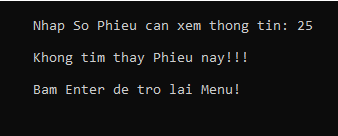 Nhap So Phieu can xem thong tin: 25
Khong tim thay Phieu nay!!!
Bam Enter de tro lai Menu!